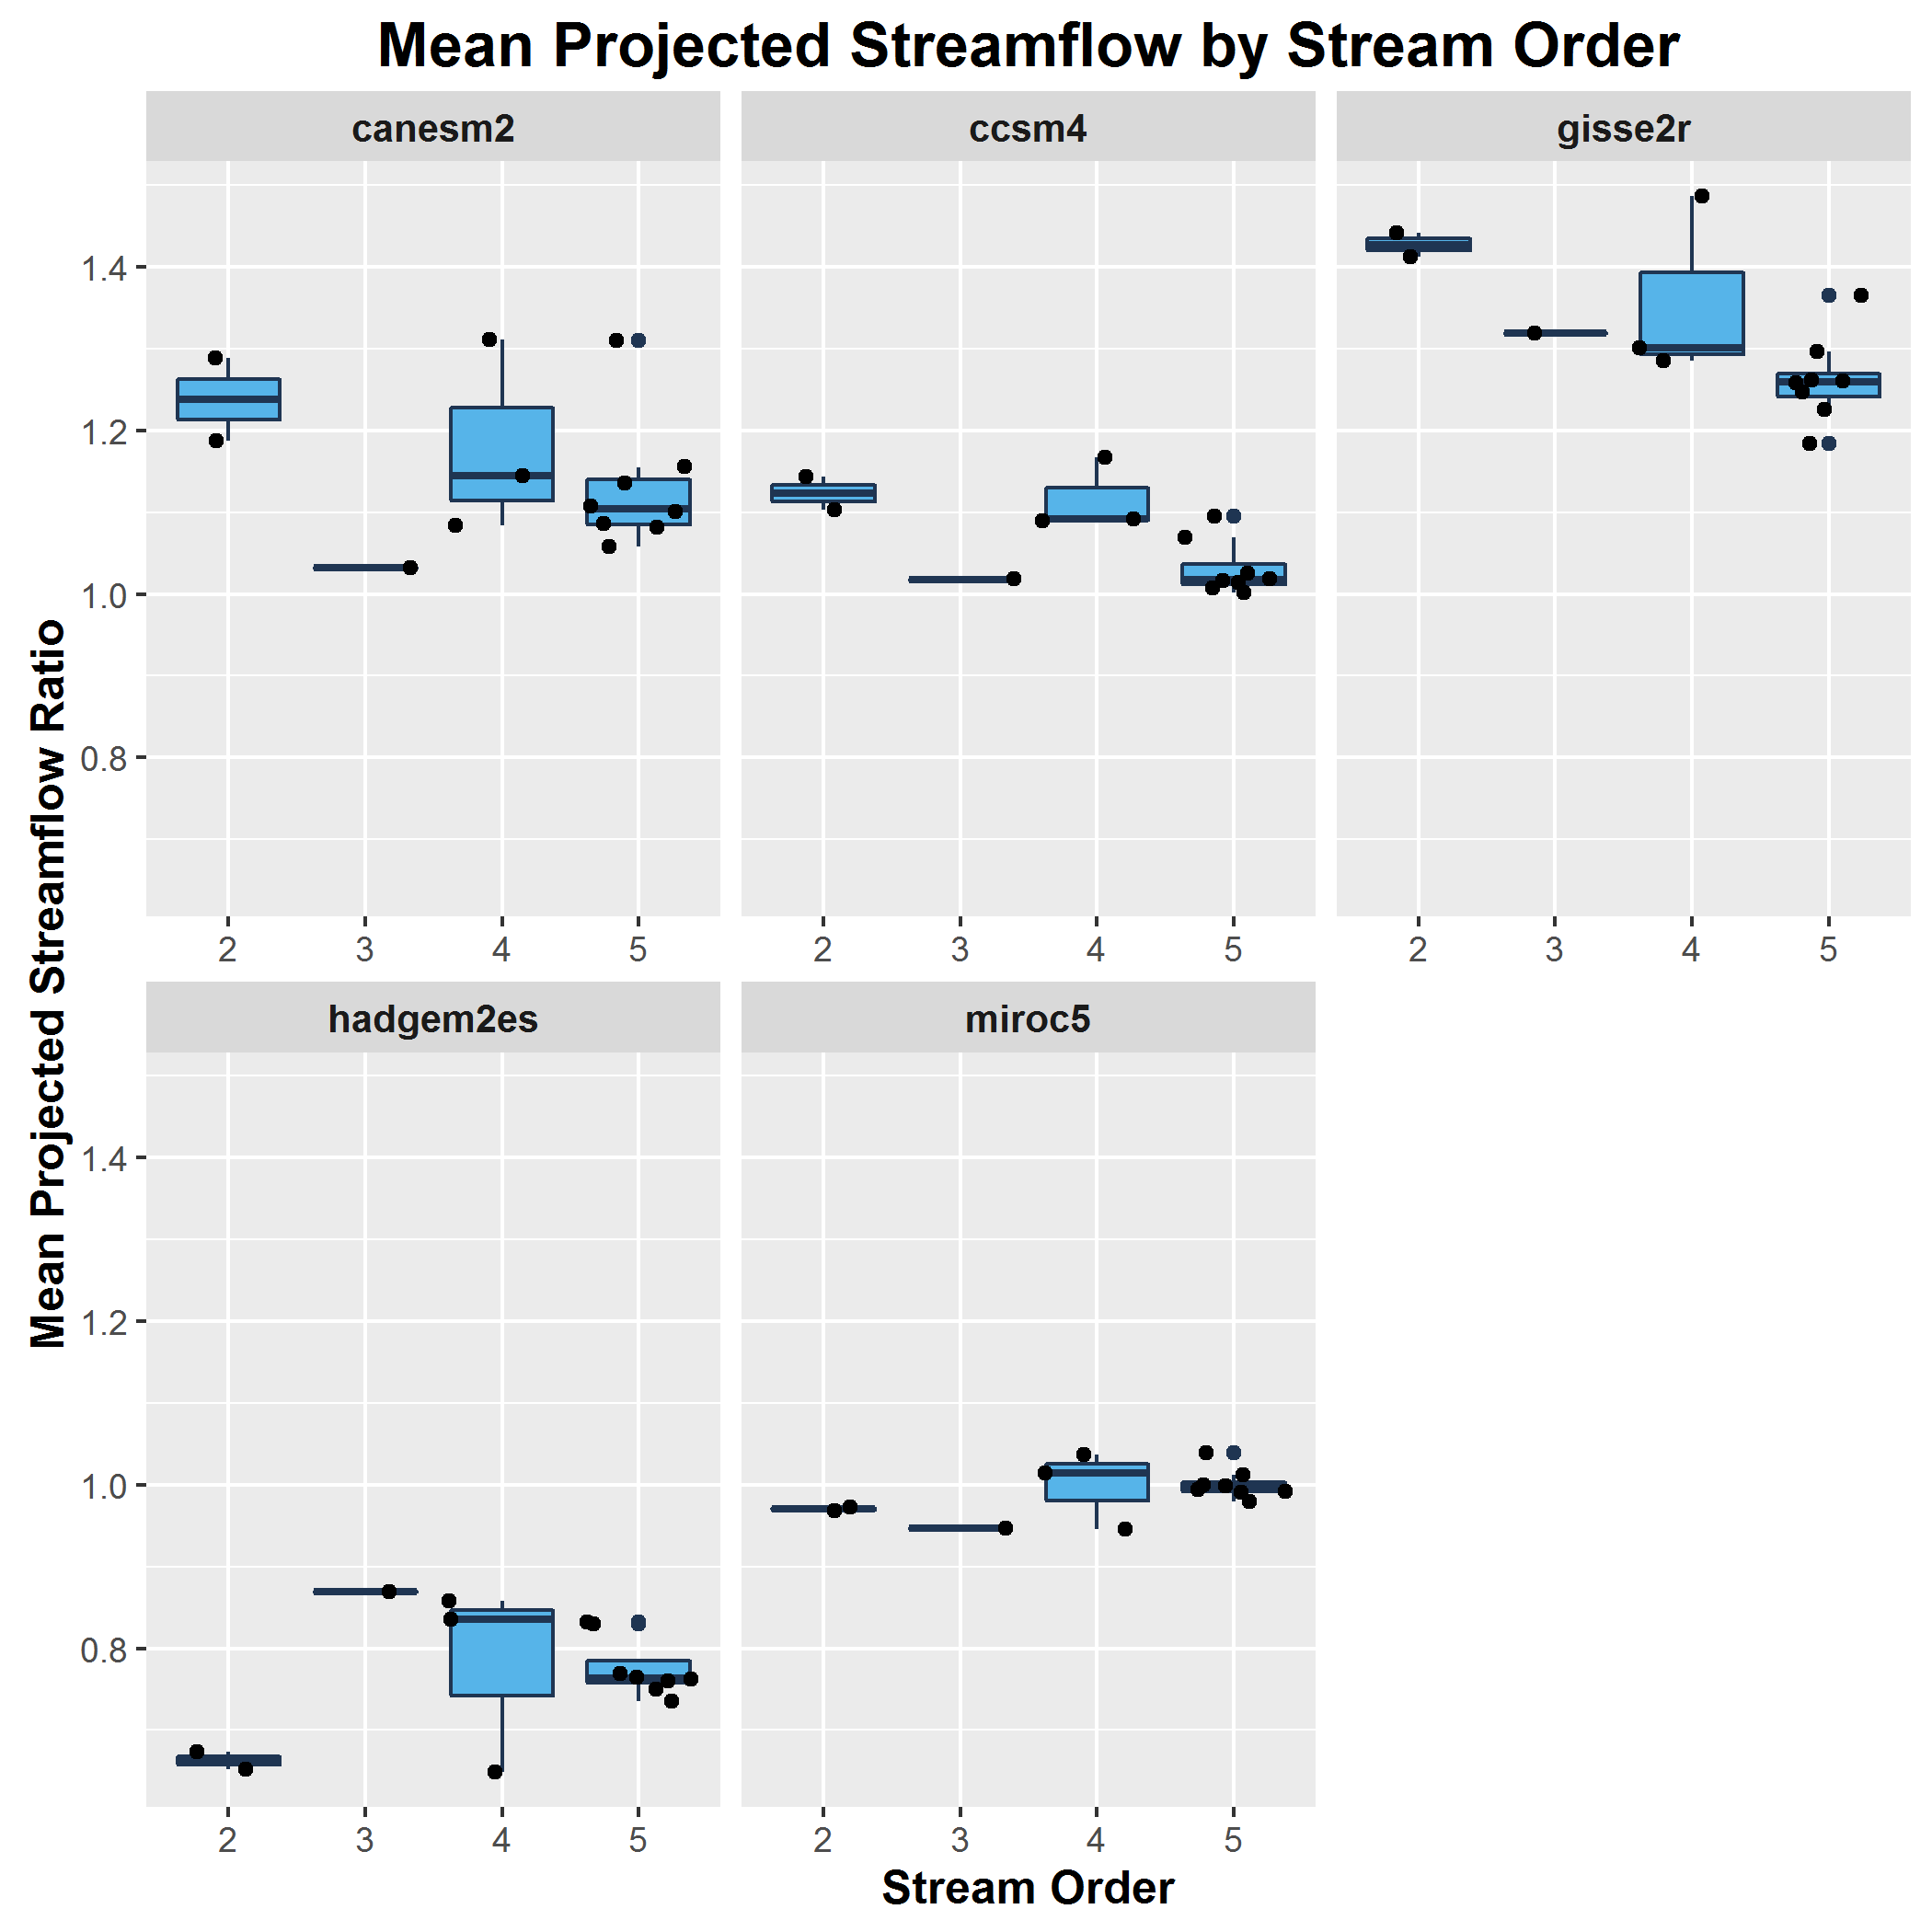 Mean Projected Streamflow by Stream Order
canesm2
ccsm4
gisse2r
1.4
1.2
1.0
0.8
2 3 4 5
2 3 4 5
2 3 4 5
Mean Projected Streamflow Ratio
hadgem2es
miroc5
1.4
1.2
1.0
0.8
2 3 4 5
2 3 4 5
Stream Order